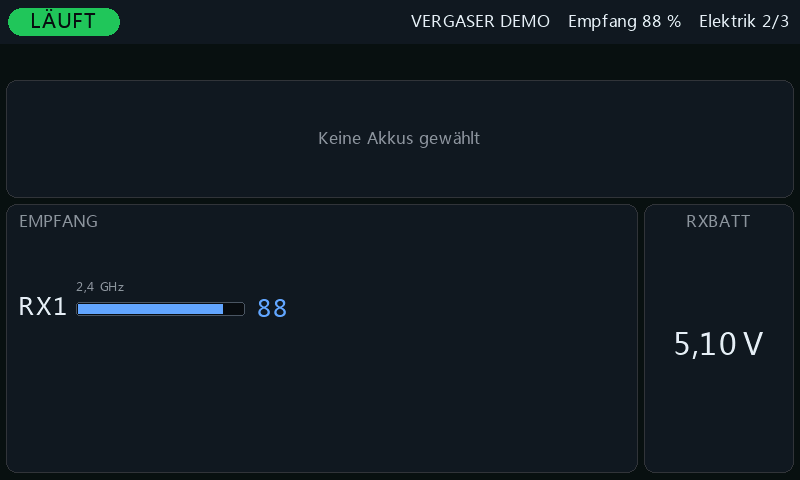 LÄUFT VERGASER DEMO Empfang 88 % Elektrik 2/3
Keine Akkus gewählt
EMPFANG
RXBATT
2,4 GHz
RX1 88
5,10 V